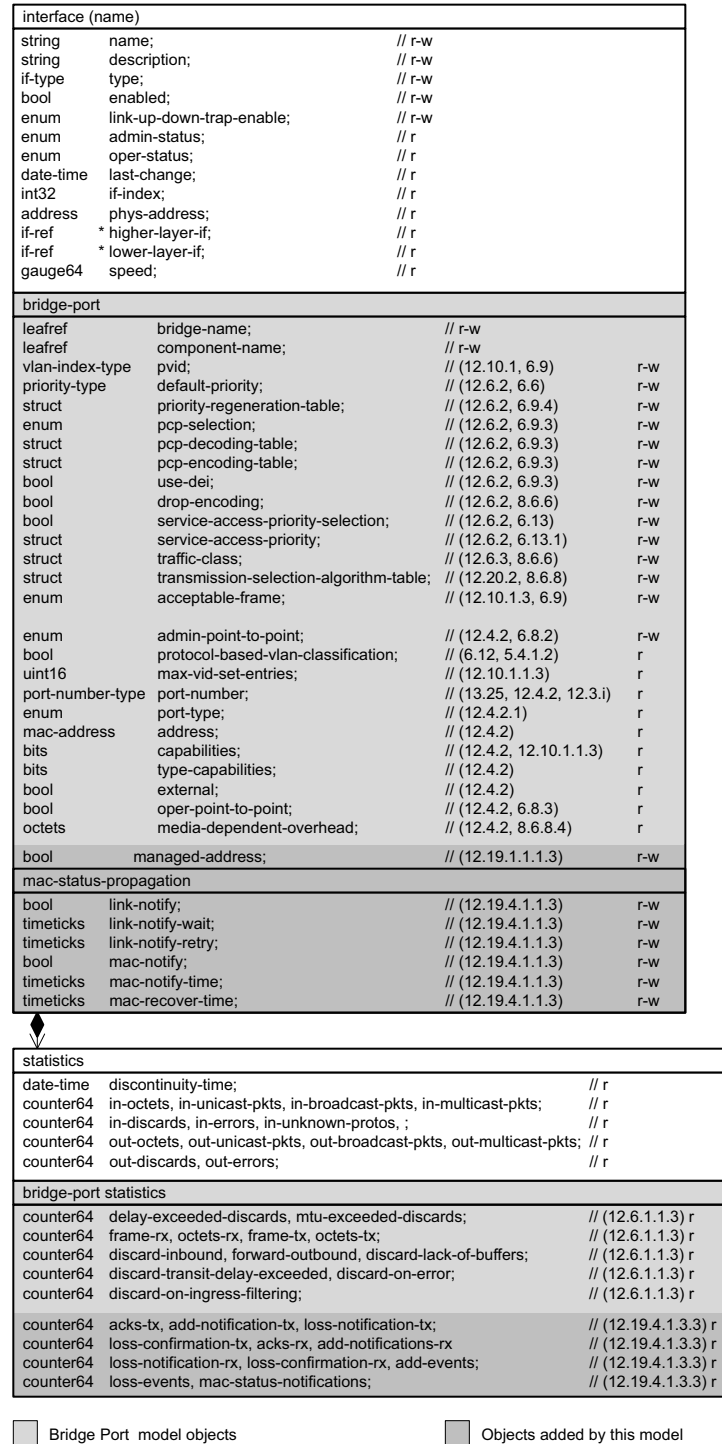 interface (name)
string name; // r-w
string description; // r-w
if-type type; // r-w
bool enabled; // r-w
enum link-up-down-trap-enable; // r-w
enum admin-status; // r
enum oper-status; // r
date-time last-change; // r
int32 if-index; // r
address phys-address; // r
if-ref * higher-layer-if; // r
if-ref * lower-layer-if; // r
gauge64 speed; // r
bridge-port
leafref bridge-name; // r-w
leafref component-name; // r-w
vlan-index-type pvid; // (12.10.1, 6.9) r-w
priority-type default-priority; // (12.6.2, 6.6) r-w
struct priority-regeneration-table; // (12.6.2, 6.9.4) r-w
enum pcp-selection; // (12.6.2, 6.9.3) r-w
struct pcp-decoding-table; // (12.6.2, 6.9.3) r-w
struct pcp-encoding-table; // (12.6.2, 6.9.3) r-w
bool use-dei; // (12.6.2, 6.9.3) r-w
bool drop-encoding; // (12.6.2, 8.6.6) r-w
bool service-access-priority-selection; // (12.6.2, 6.13) r-w
struct service-access-priority; // (12.6.2, 6.13.1) r-w
struct traffic-class; // (12.6.3, 8.6.6) r-w
struct transmission-selection-algorithm-table; // (12.20.2, 8.6.8) r-w
enum acceptable-frame; // (12.10.1.3, 6.9) r-w
enum admin-point-to-point; // (12.4.2, 6.8.2) r-w
bool protocol-based-vlan-classification; // (6.12, 5.4.1.2) r
uint16 max-vid-set-entries; // (12.10.1.1.3) r
port-number-type port-number; // (13.25, 12.4.2, 12.3.i) r
enum port-type; // (12.4.2.1) r
mac-address address; // (12.4.2) r
bits capabilities; // (12.4.2, 12.10.1.1.3) r
bits type-capabilities; // (12.4.2) r
bool external; // (12.4.2) r
bool oper-point-to-point; // (12.4.2, 6.8.3) r
octets media-dependent-overhead; // (12.4.2, 8.6.8.4) r
bool managed-address; // (12.19.1.1.1.3) r-w
mac-status-propagation
bool link-notify; // (12.19.4.1.1.3) r-w
timeticks link-notify-wait; // (12.19.4.1.1.3) r-w
timeticks link-notify-retry; // (12.19.4.1.1.3) r-w
bool mac-notify; // (12.19.4.1.1.3) r-w
timeticks mac-notify-time; // (12.19.4.1.1.3) r-w
timeticks mac-recover-time; // (12.19.4.1.1.3) r-w
statistics
date-time discontinuity-time; // r
counter64 in-octets, in-unicast-pkts, in-broadcast-pkts, in-multicast-pkts; // r
counter64 in-discards, in-errors, in-unknown-protos, ; // r
counter64 out-octets, out-unicast-pkts, out-broadcast-pkts, out-multicast-pkts; // r
counter64 out-discards, out-errors; // r
bridge-port statistics
counter64 delay-exceeded-discards, mtu-exceeded-discards; // (12.6.1.1.3) r
counter64 frame-rx, octets-rx, frame-tx, octets-tx; // (12.6.1.1.3) r
counter64 discard-inbound, forward-outbound, discard-lack-of-buffers; // (12.6.1.1.3) r
counter64 discard-transit-delay-exceeded, discard-on-error; // (12.6.1.1.3) r
counter64 discard-on-ingress-filtering; // (12.6.1.1.3) r
counter64 acks-tx, add-notification-tx, loss-notification-tx; // (12.19.4.1.3.3) r
counter64 loss-confirmation-tx, acks-rx, add-notifications-rx // (12.19.4.1.3.3) r
counter64 loss-notification-rx, loss-confirmation-rx, add-events; // (12.19.4.1.3.3) r
counter64 loss-events, mac-status-notifications; // (12.19.4.1.3.3) r
Bridge Port model objects Objects added by this model